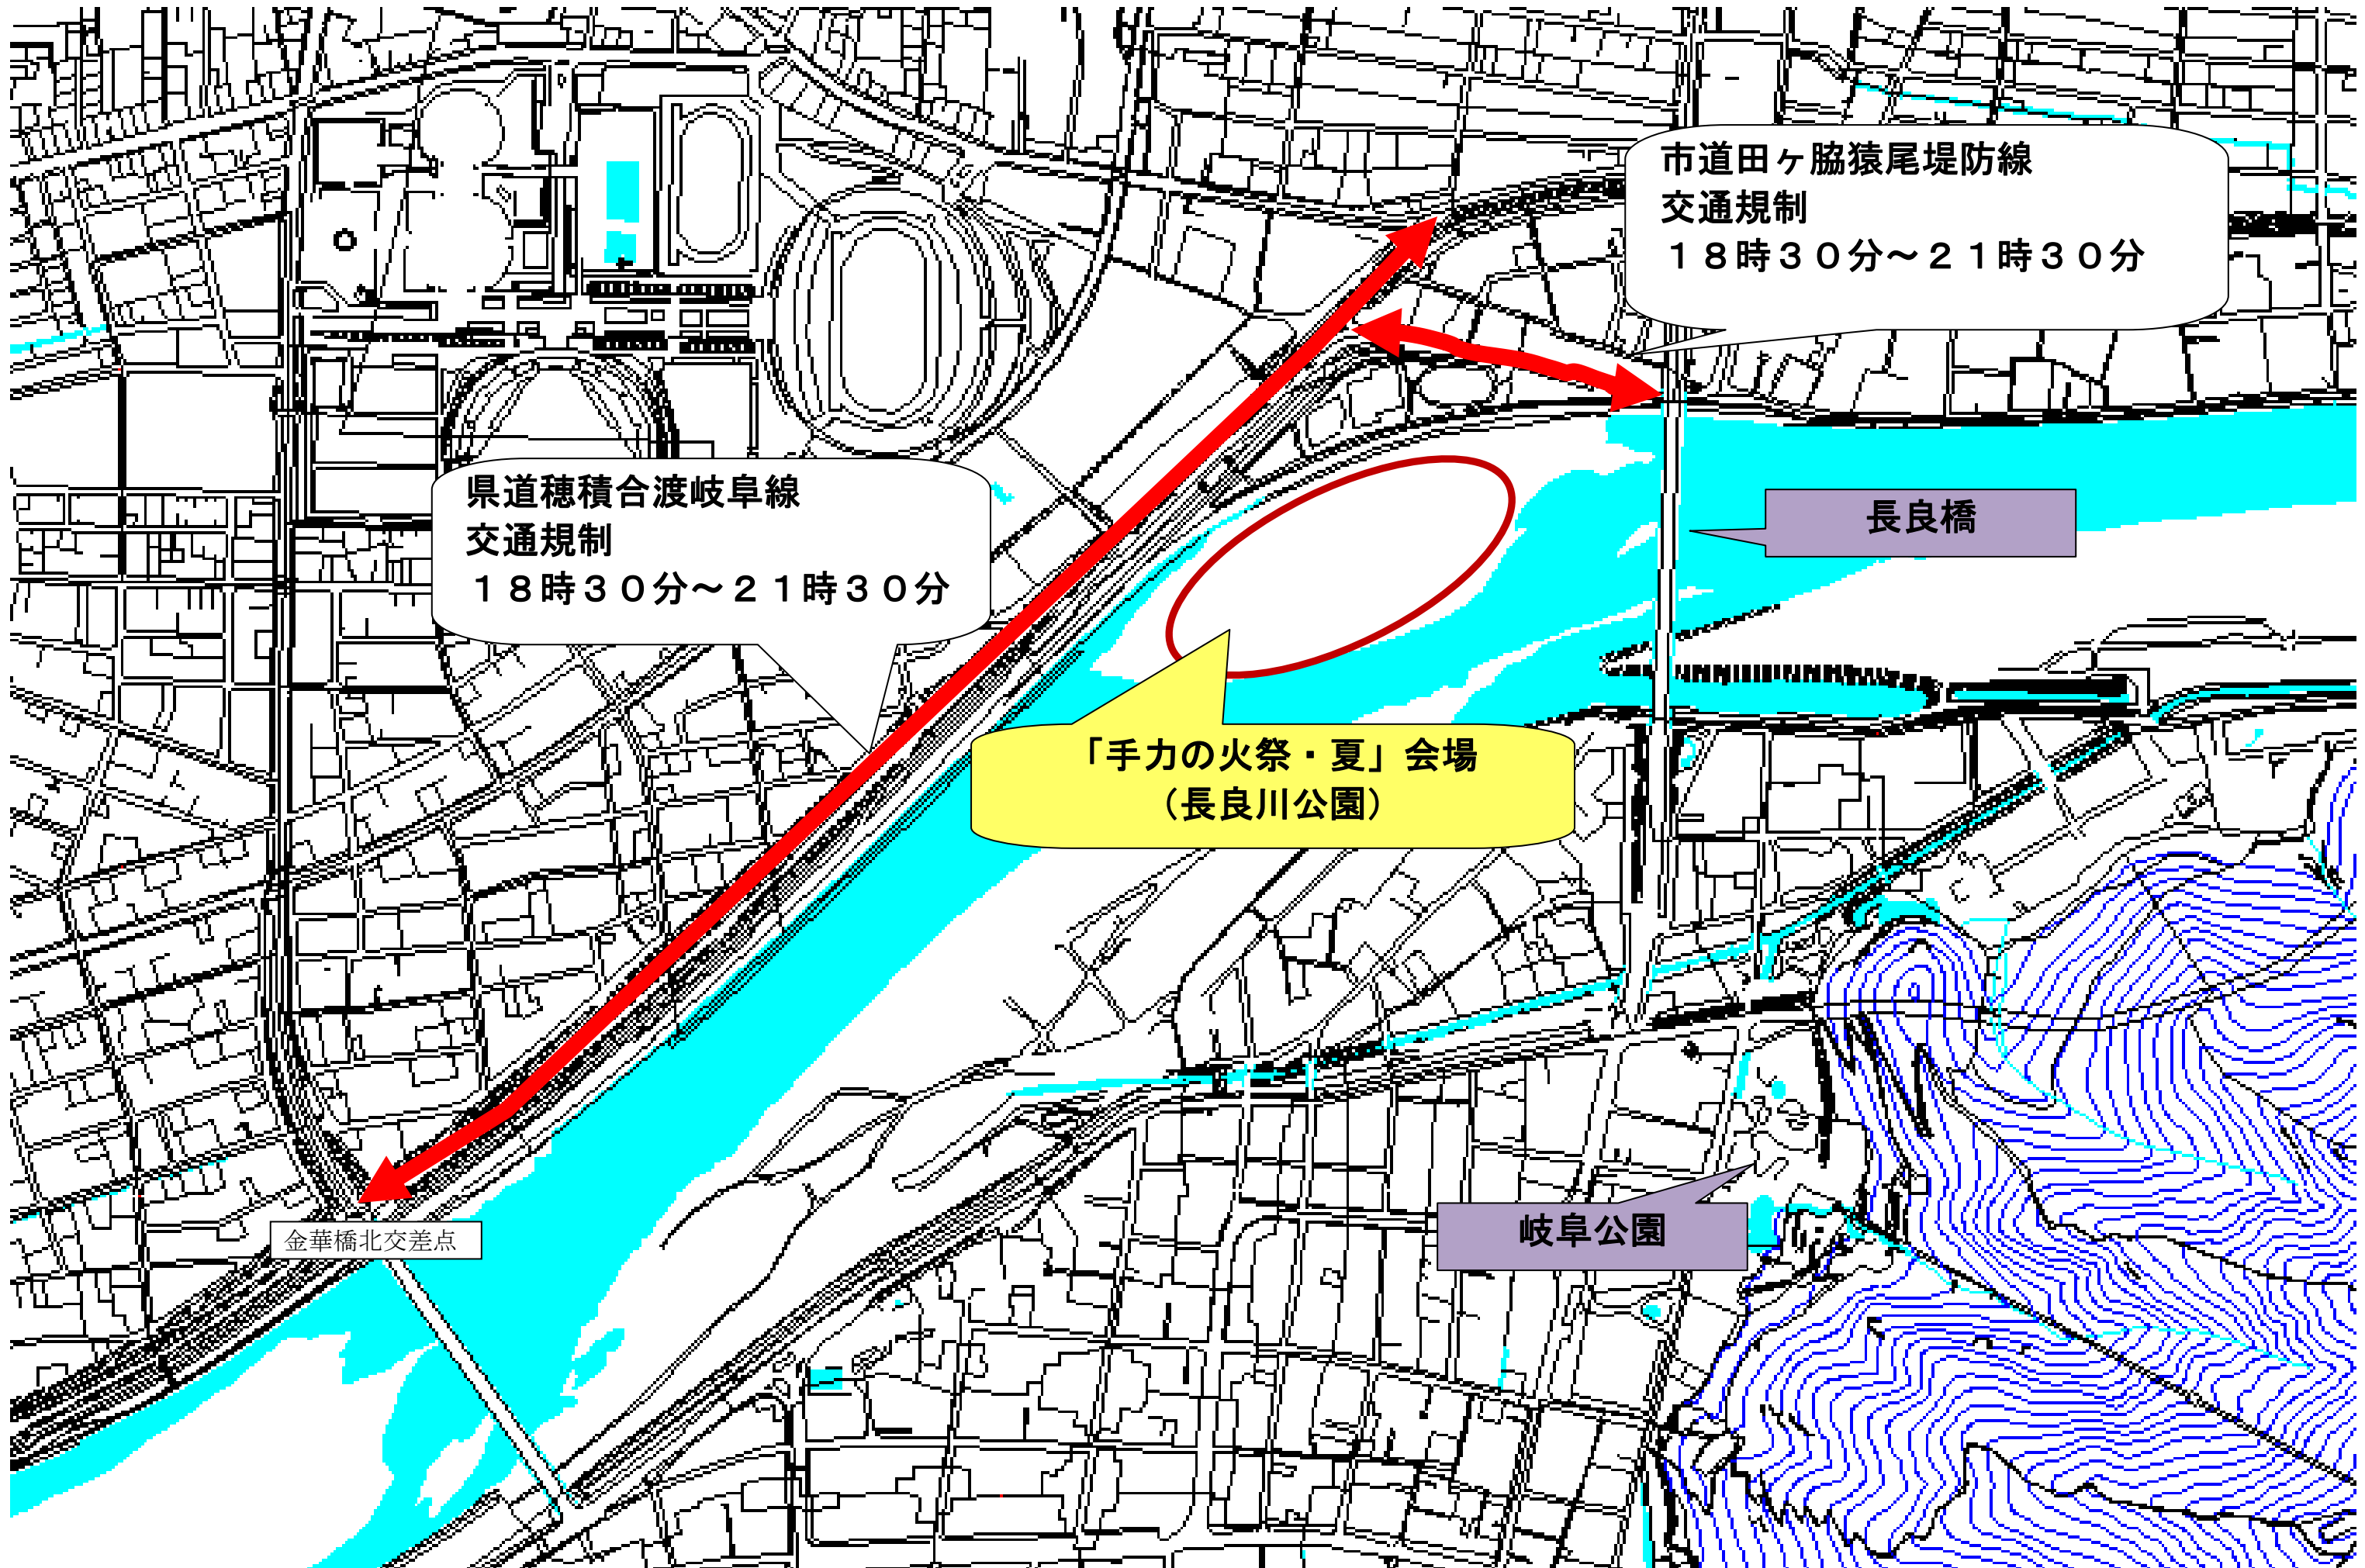 市道田ヶ脇猿尾堤防線
交通規制
１８時３０分～２１時３０分
県道穂積合渡岐阜線
交通規制
１８時３０分～２１時３０分
長良橋
「手力の火祭・夏」会場
（長良川公園）
岐阜公園
金華橋北交差点